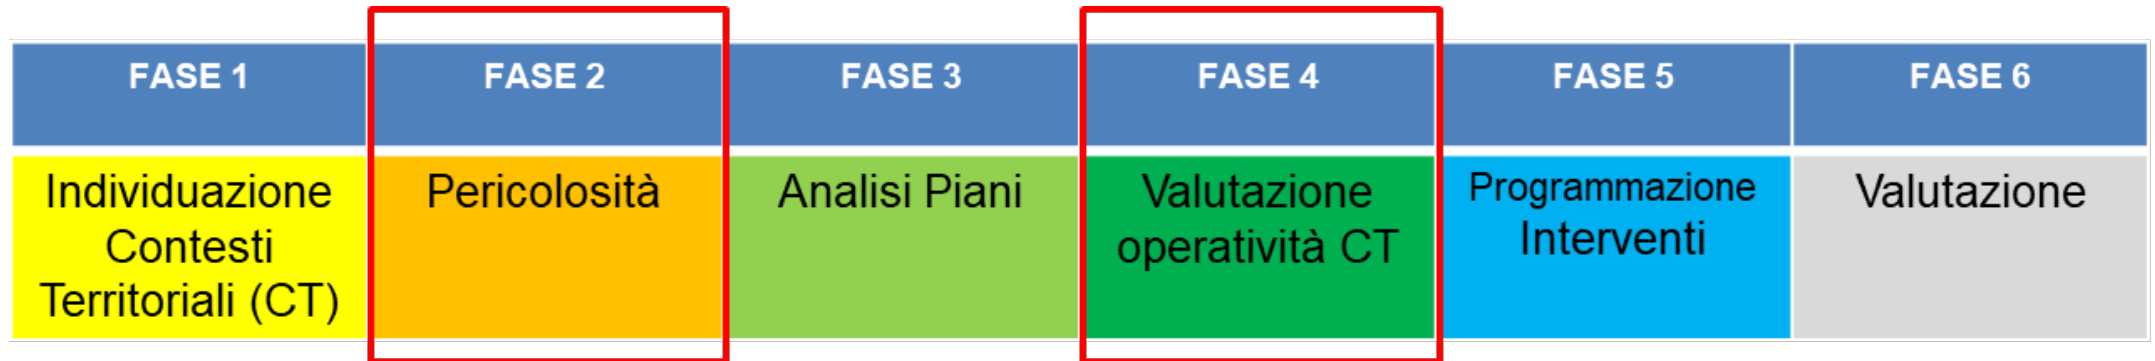 FASE 1
FASE 2
FASE 3
FASE 4
FASE 5
FASE 6
Individuazione
Contesti
Territoriali (CT)
Pericolosità
Analisi Piani
Valutazione
operatività CT
Programmazione
Interventi
Valutazione